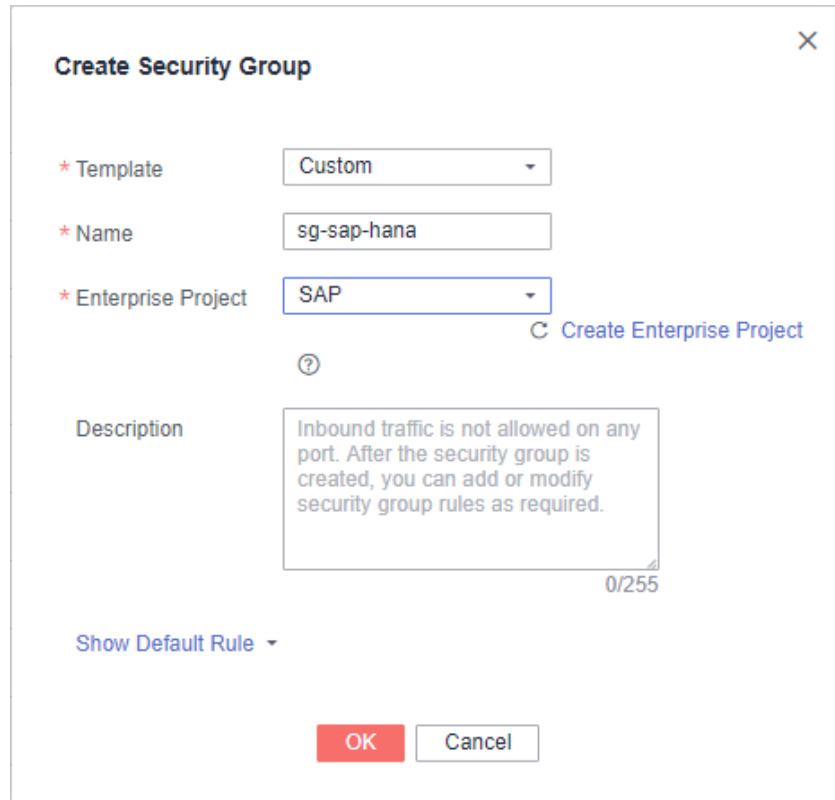 Create Security Group
* Template
Custom
* Name
sg-sap-hana
* Enterprise Project
SAP
Create Enterprise Project
?
Description
Inbound traffic is not allowed on any
port. After the security group is
created, you can add or modify
security group rules as required.
0/255
Show Default Rule
OK
Cancel